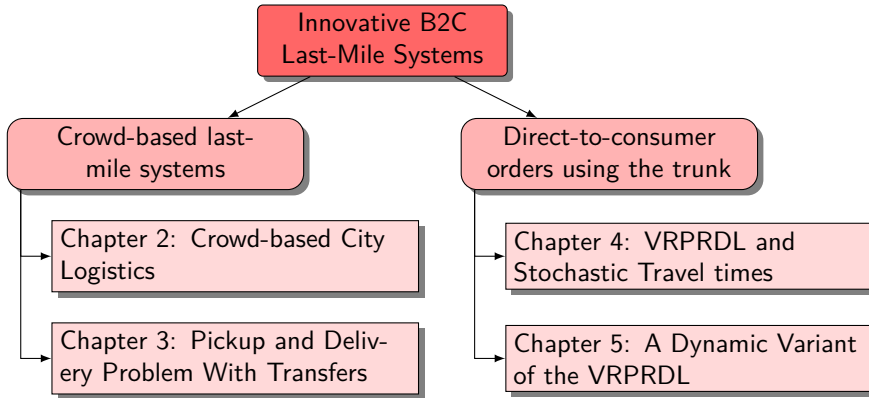 Innovative B2C
Last-Mile Systems
Crowd-based last-
mile systems
Direct-to-consumer
orders using the trunk
Chapter 2: Crowd-based City
Logistics
Chapter 3: Pickup and Deliv-
ery Problem With Transfers
Chapter 4: VRPRDL and
Stochastic Travel times
Chapter 5: A Dynamic Variant
of the VRPRDL